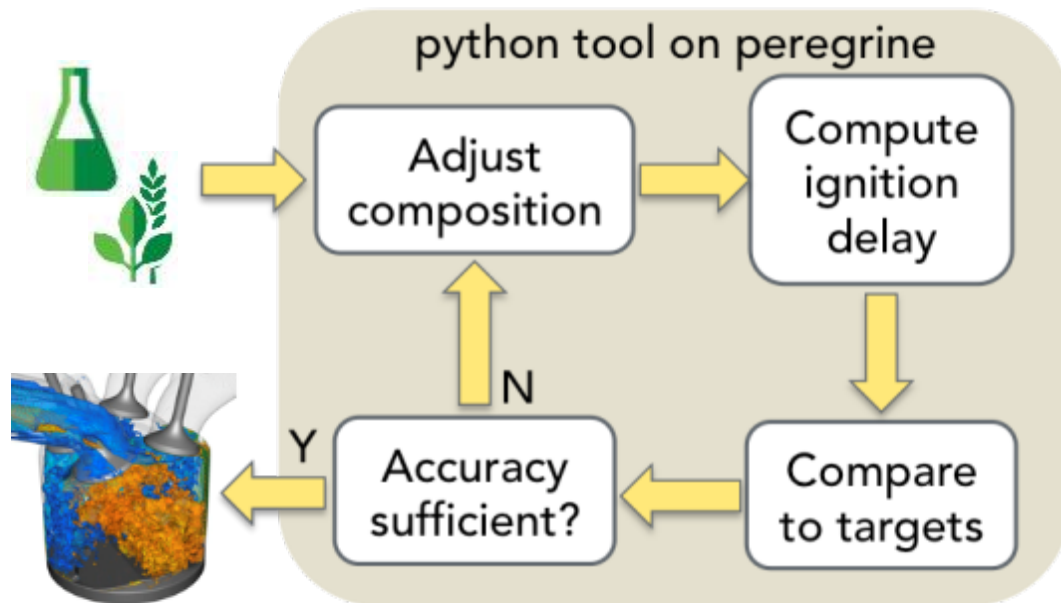 python tool on peregrine
Adjust
composition
Compute
ignition
delay
N
Y
Accuracy
sufficient?
Compare
to targets